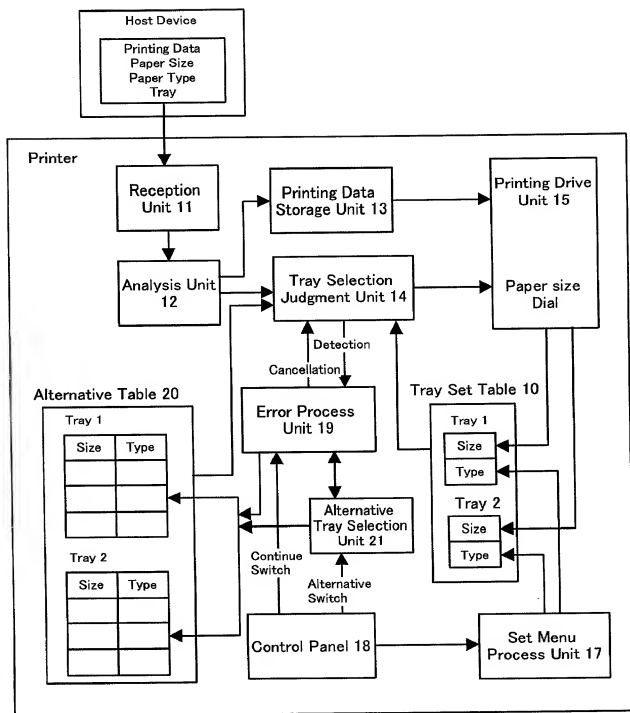 Host Device
Printing Data
Paper Size
Paper Type
Tray
Printer
Reception
Unit 11
Printing Data
Storage Unit 13
Printing Drive
Unit 15
Analysis Unit
12
Tray Selection
Judgment Unit 14
Paper size
Dial
Detection
Cancellation
Alternative Table 20
Tray 1
Size Type
Tray 2
Size Type
Error Process
Unit 19
Tray Set Table 10
Tray 1
Size
Type
Tray 2
Size
Type
Alternative
Tray Selection
Unit 21
Continue
Switch
Alternative
Switch
Control Panel 18
Set Menu
Process Unit 17